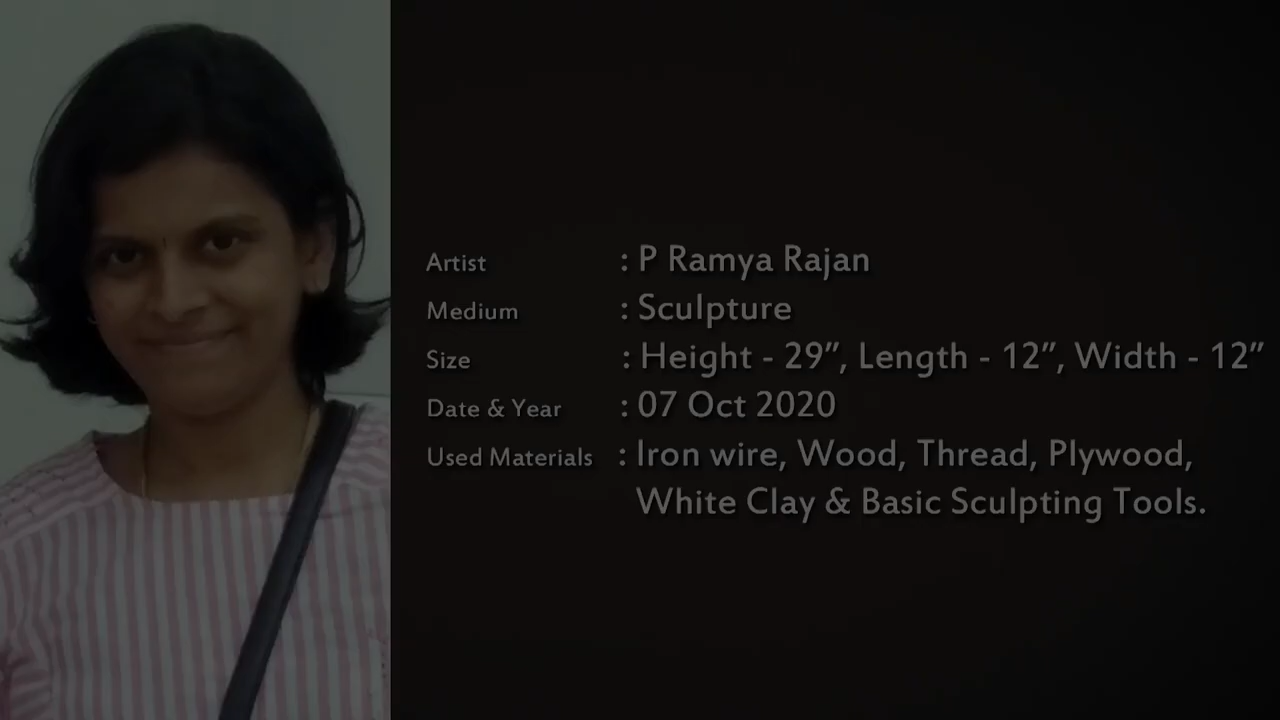 Artist : P Ramya Rajan
Medium : Sculpture
Size : Height - 29”, Length - 12”, Width - 12”
Date & Year : 07 Oct 2020
Used Materials : Iron wire, Wood, Thread, Plywood,
White Clay & Basic Sculpting Tools.